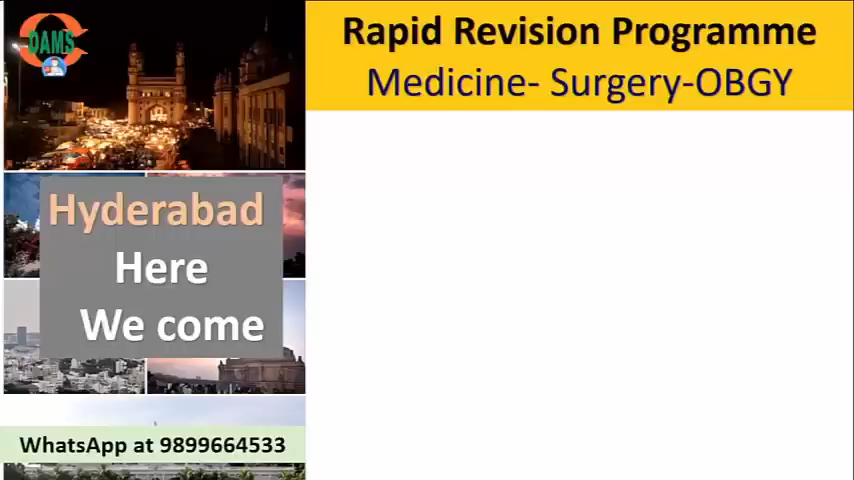 DAMS
Rapid Revision Programme
Medicine- Surgery-OBGY
Hyderabad
Here
We come
WhatsApp at 9899664533